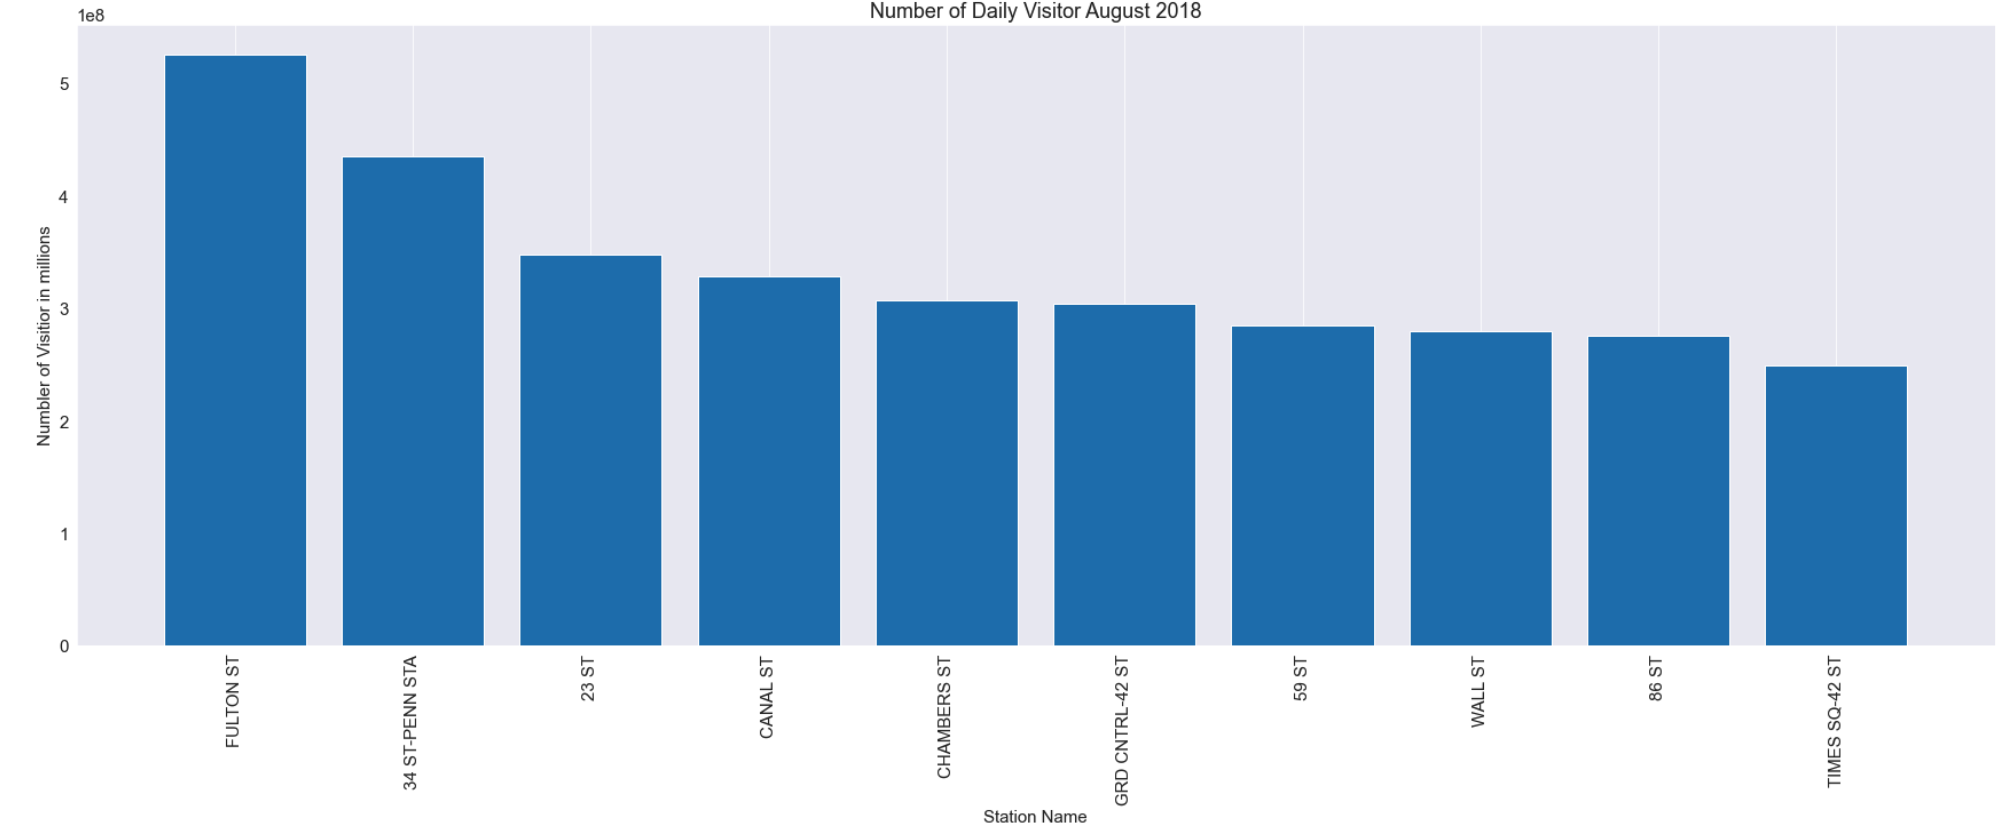 Number of Daily Visitor August 2018
1e8
5
4
3
2
1
0
Numbler of Visitior in millions
FULTON ST
34 ST-PENN STA
23 ST
CANAL ST
CHAMBERS ST
GRD CNTRL-42 ST
59 ST
WALL ST
86 ST
TIMES SQ-42 ST
Station Name